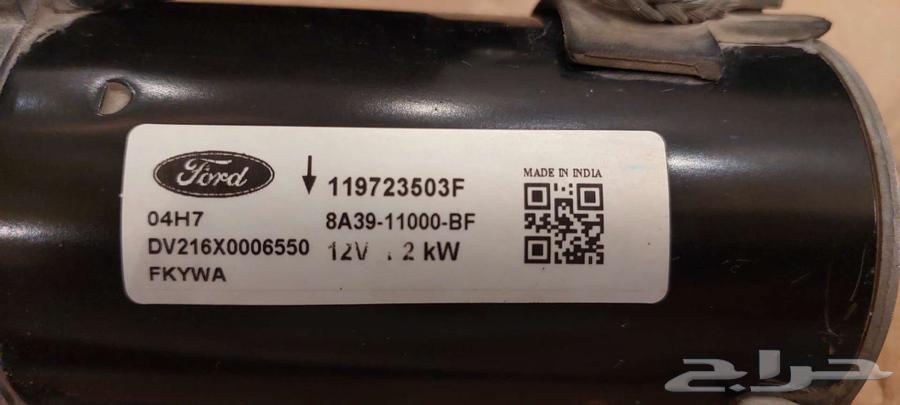 Ford
119723503F
04H7
8A39-11000-BF
DV216X0006550
12V . 2 kW
FKYWA
MADE IN INDIA
حراج